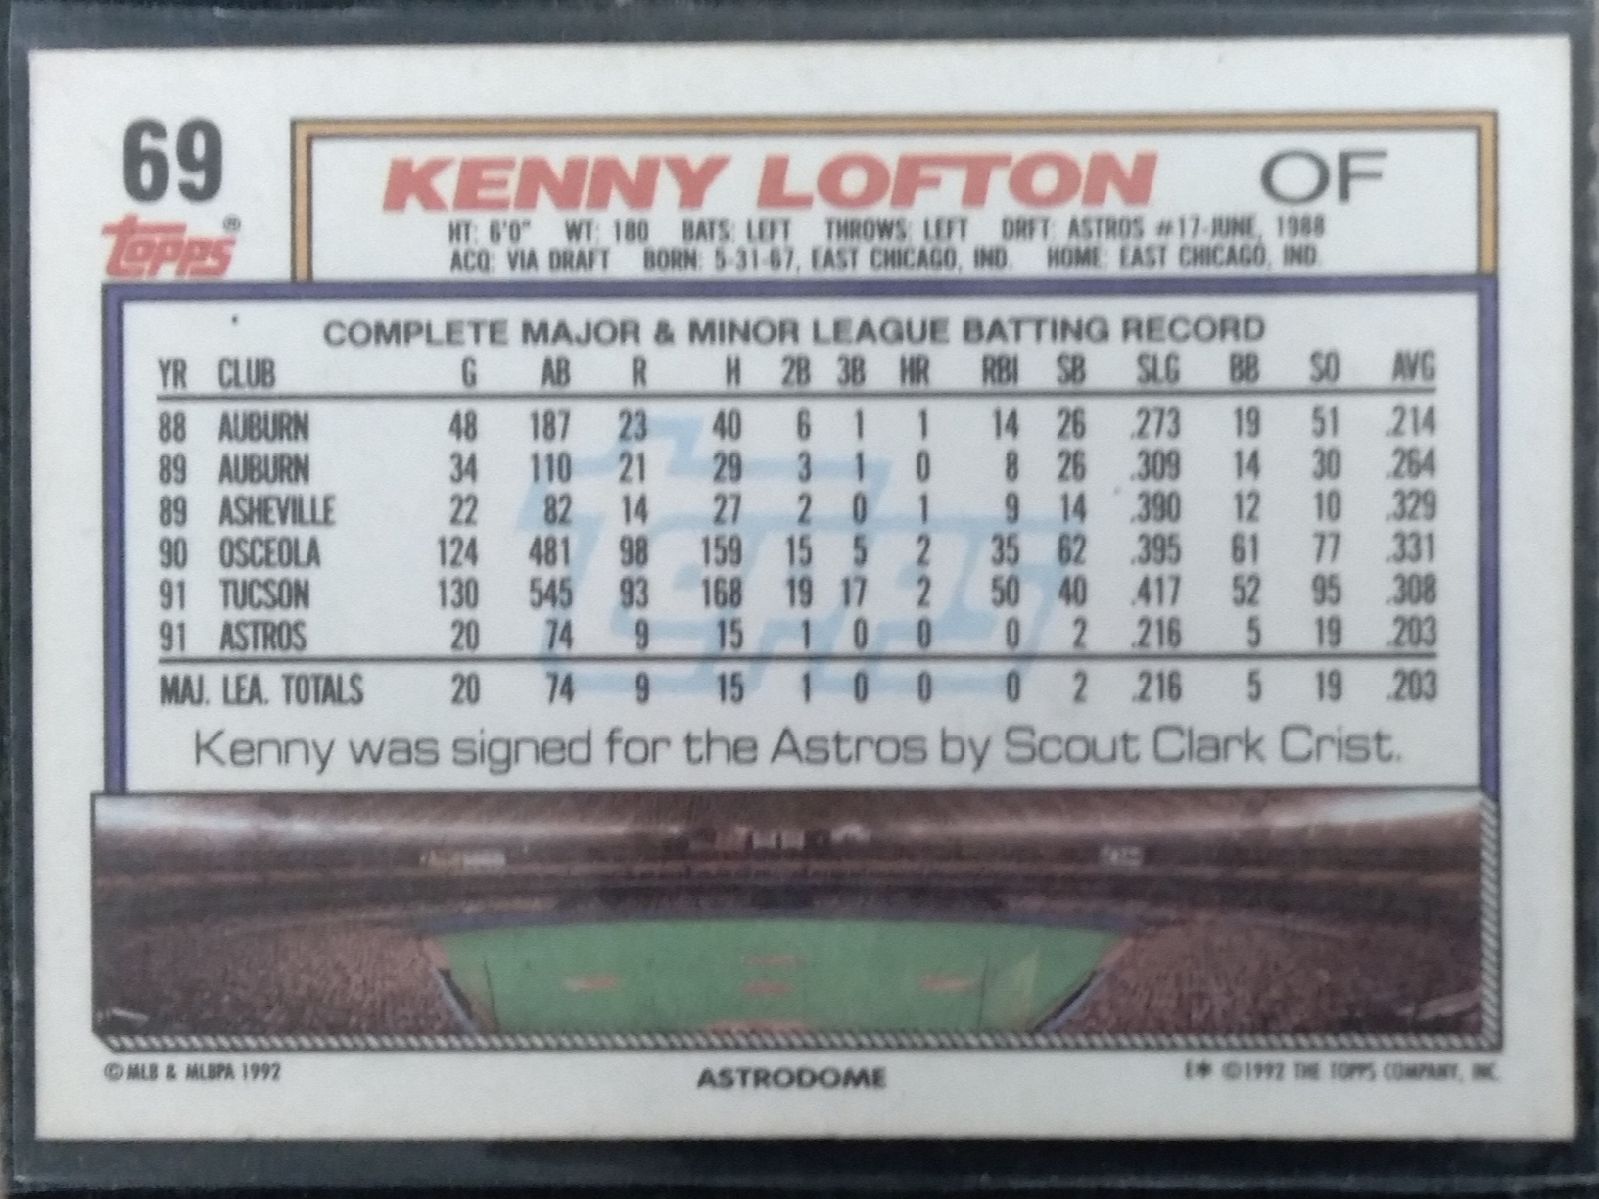 69
KENNY LOFTON OF
topps®
HT: 6'0" WT: 180 BATS: LEFT THROWS: LEFT DRFT: ASTROS #17-JUNE, 1988
ACQ: VIA DRAFT BORN: 5-31-67, EAST CHICAGO, IND. HOME: EAST CHICAGO, IND.
COMPLETE MAJOR & MINOR LEAGUE BATTING RECORD
YR CLUB G AB R H 2B 3B HR RBI SB SLG BB SO AVG
88 AUBURN 48 187 23 40 6 1 1 14 26 .273 19 51 .214
89 AUBURN 34 110 21 29 3 1 0 8 26 .309 14 30 .264
89 ASHEVILLE 22 82 14 27 2 0 1 9 14 .390 12 10 .329
90 OSCEOLA 124 481 98 159 15 5 2 35 62 .395 61 77 .331
91 TUCSON 130 545 93 168 19 17 2 50 40 .417 52 95 .308
91 ASTROS 20 74 9 15 1 0 0 0 2 .216 5 19 .203
MAJ. LEA. TOTALS 20 74 9 15 1 0 0 0 2 .216 5 19 .203
topps
Kenny was signed for the Astros by Scout Clark Crist.
© MLB & MLBPA 1992
ASTRODOME
E* ©1992 THE TOPPS COMPANY, INC.